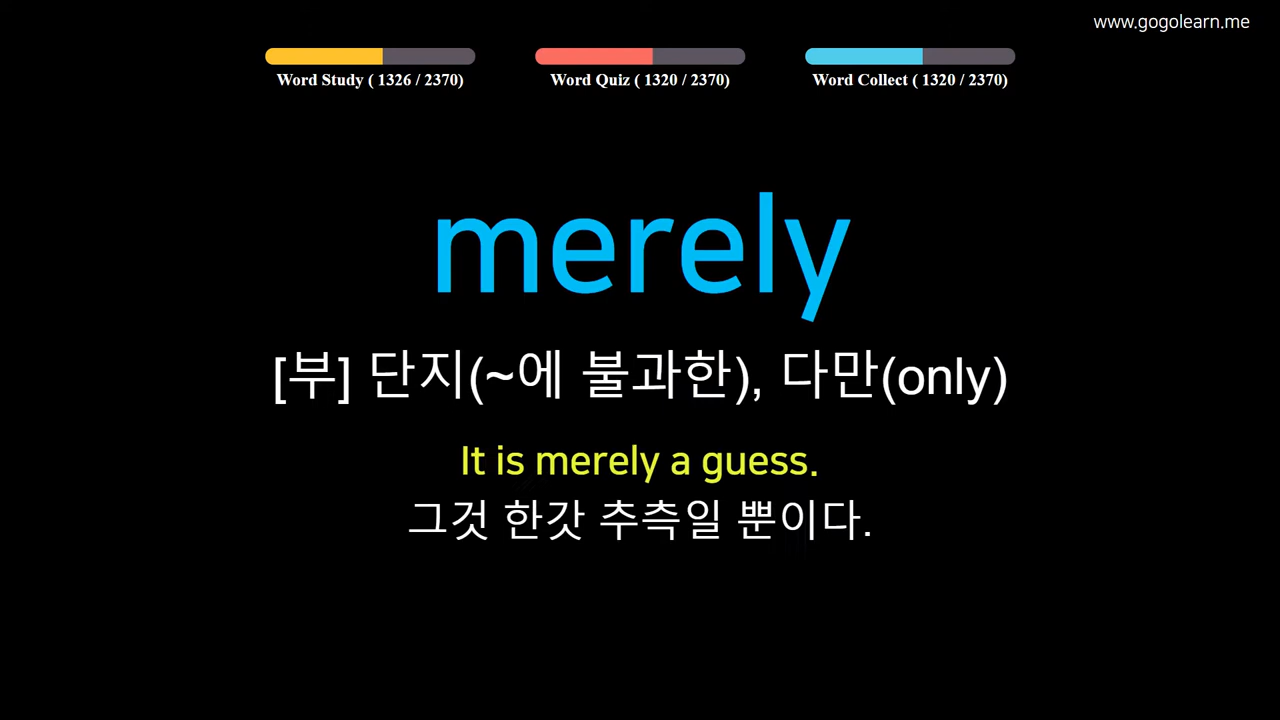 www.gogolearn.me
Word Study ( 1326 / 2370)
Word Quiz ( 1320 / 2370)
Word Collect ( 1320 / 2370)
merely
[부] 단지(~에 불과한), 다만(only)
It is merely a guess.
그것 한갓 추측일 뿐이다.